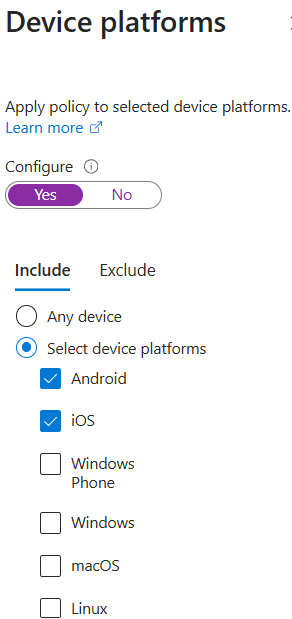 Device platforms
Apply policy to selected device platforms.
Learn more
Configure
Yes No
Include Exclude
Any device
Select device platforms
Android
iOS
Windows
Phone
Windows
macOS
Linux